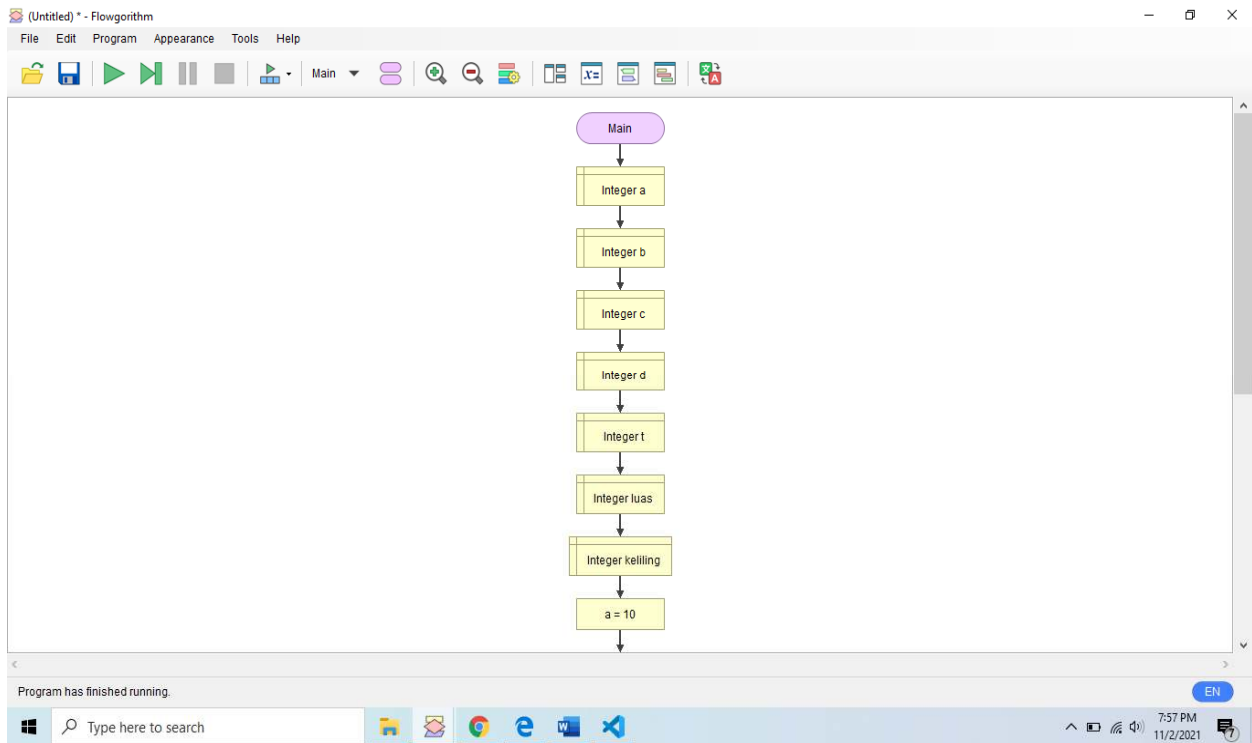 (Untitled) * - Flowgorithm
File Edit Program Appearance Tools Help
Main
x=
Main
Integer a
Integer b
Integer c
Integer d
Integer t
Integer luas
Integer keliling
a = 10
Program has finished running.
EN
Type here to search
7:57 PM
11/2/2021
7